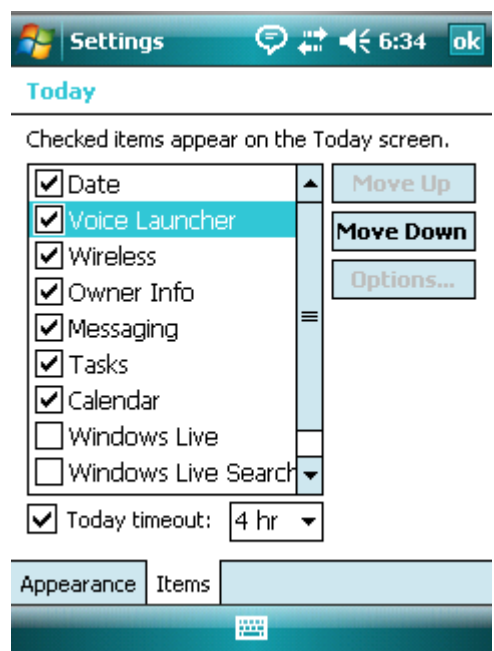 Settings 6:34 ok
Today
Checked items appear on the Today screen.
Date
Move Up
Voice Launcher
Move Down
Wireless
Owner Info
Options...
Messaging
Tasks
Calendar
Windows Live
Windows Live Search
Today timeout: 4 hr
Appearance Items